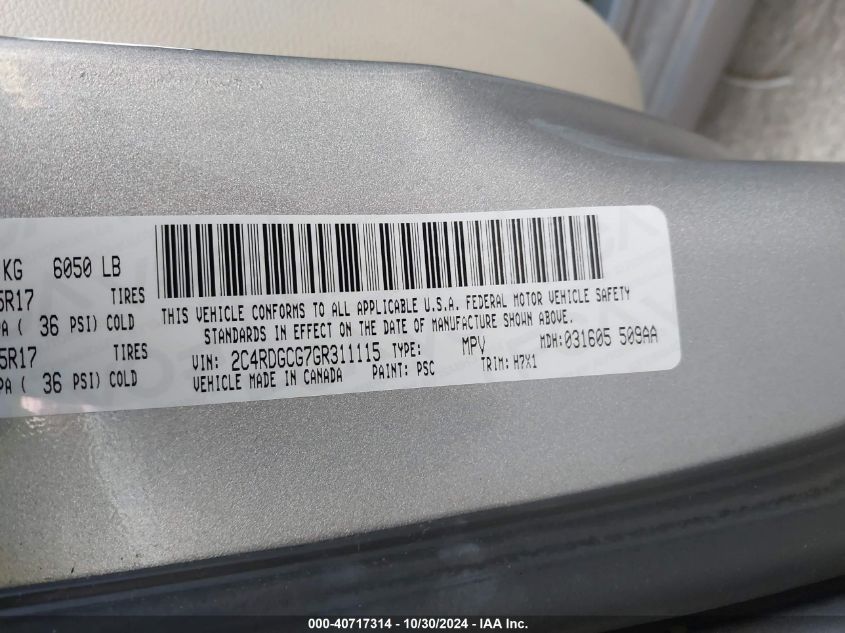 KG 6050 LB
5R17 TIRES
PA ( 36 PSI) COLD
5R17 TIRES
PA ( 36 PSI) COLD
THIS VEHICLE CONFORMS TO ALL APPLICABLE U.S.A. FEDERAL MOTOR VEHICLE SAFETY
STANDARDS IN EFFECT ON THE DATE OF MANUFACTURE SHOWN ABOVE.
VIN: 2C4RDGCG7GR311115 TYPE: MPV MDH:031605 509AA
VEHICLE MADE IN CANADA PAINT: PSC TRIM: H7X1
000-40717314 / 10/30/2024 - IAA Inc.